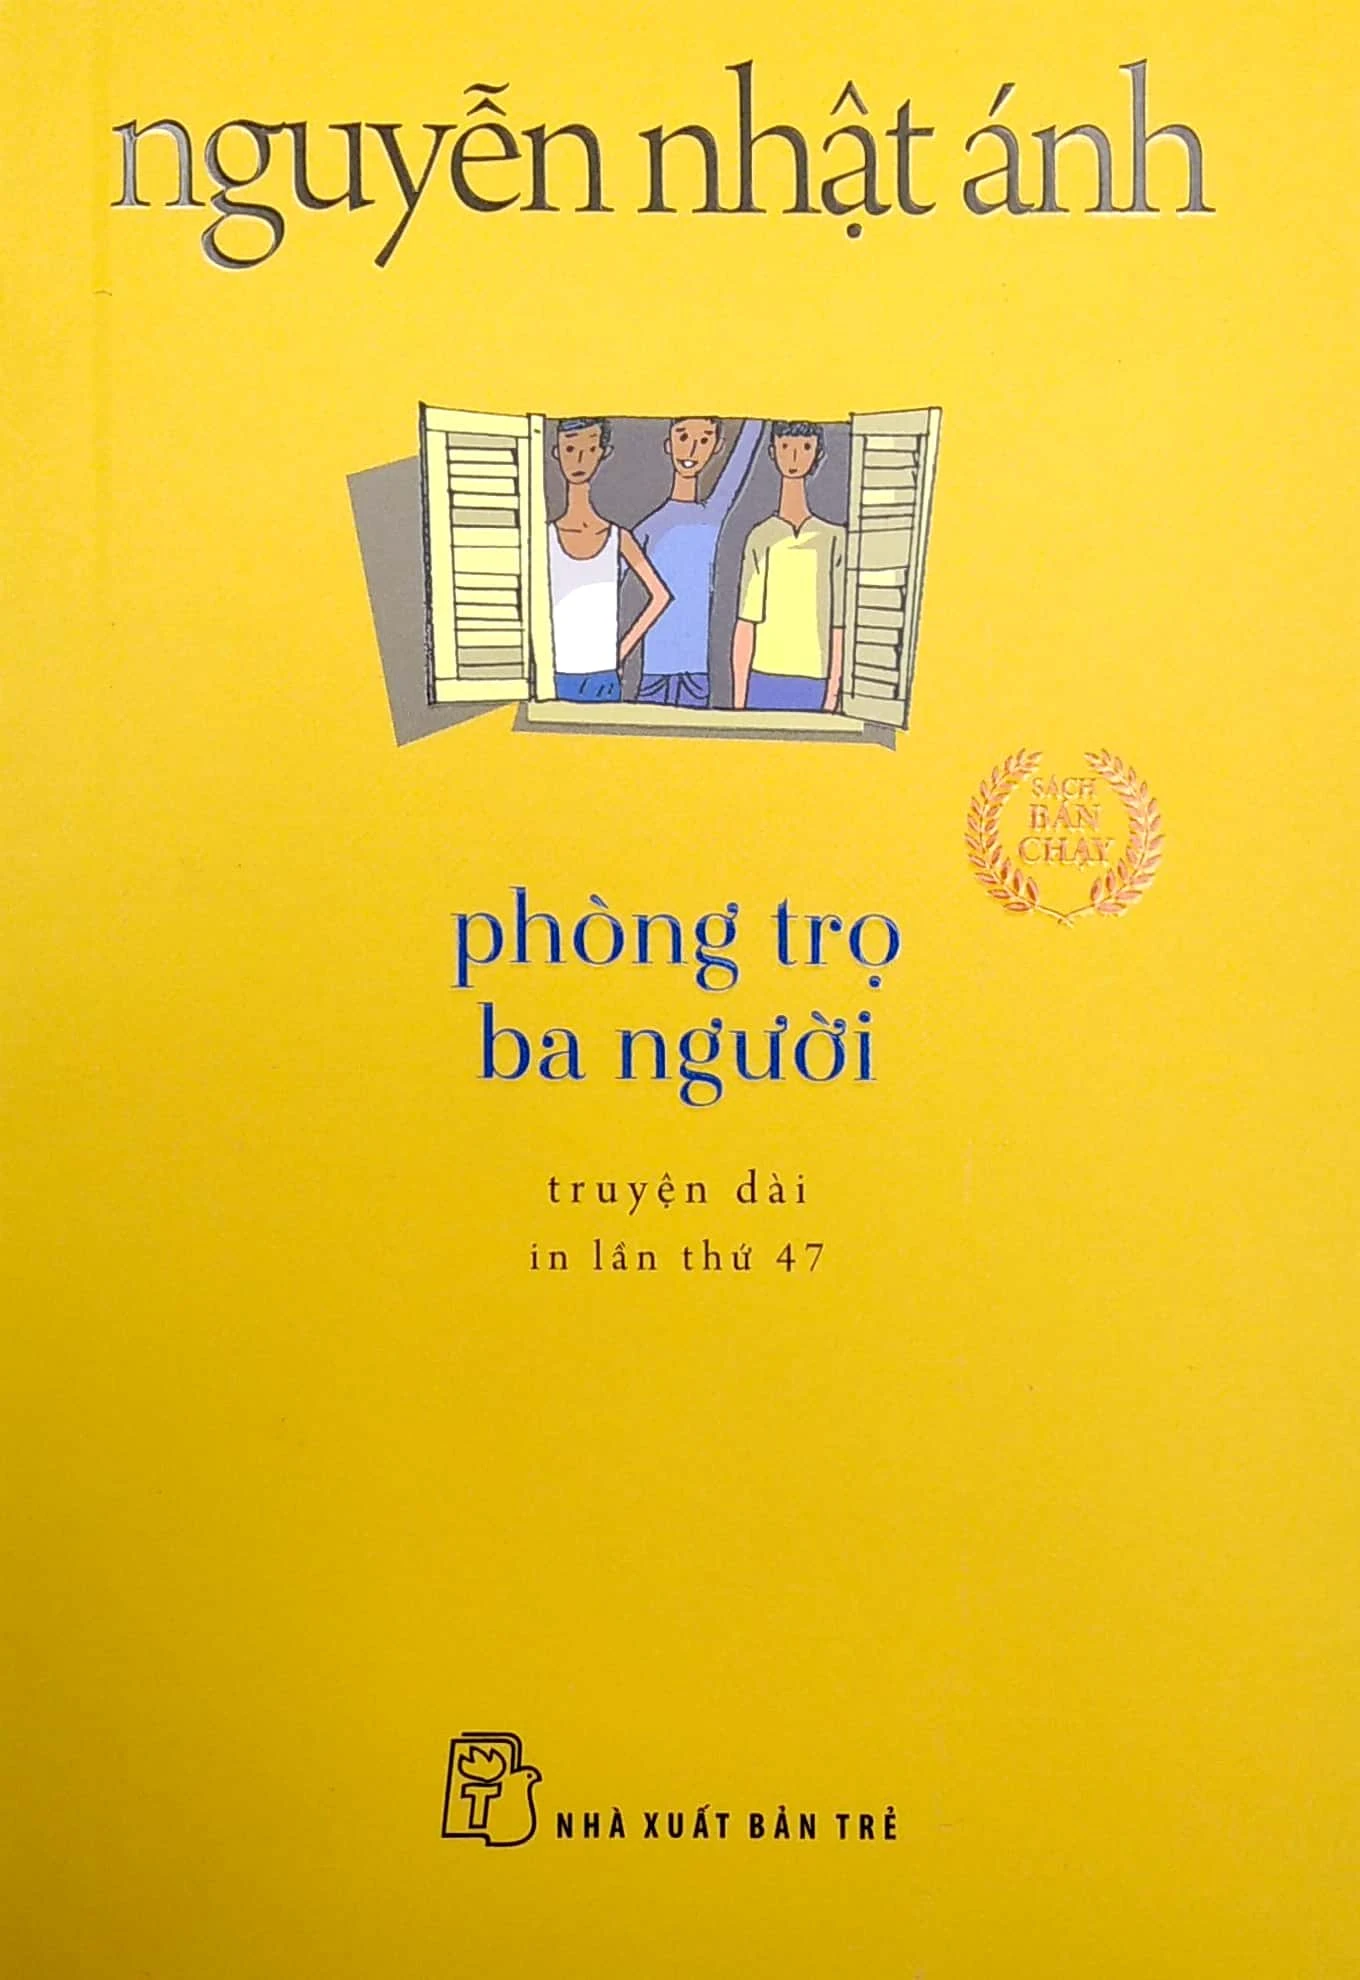 nguyễn nhật ánh
SÁCH
BÁN
CHẠY
phòng trọ
ba người
truyện dài
in lần thứ 47
T
NHÀ XUẤT BẢN TRẺ